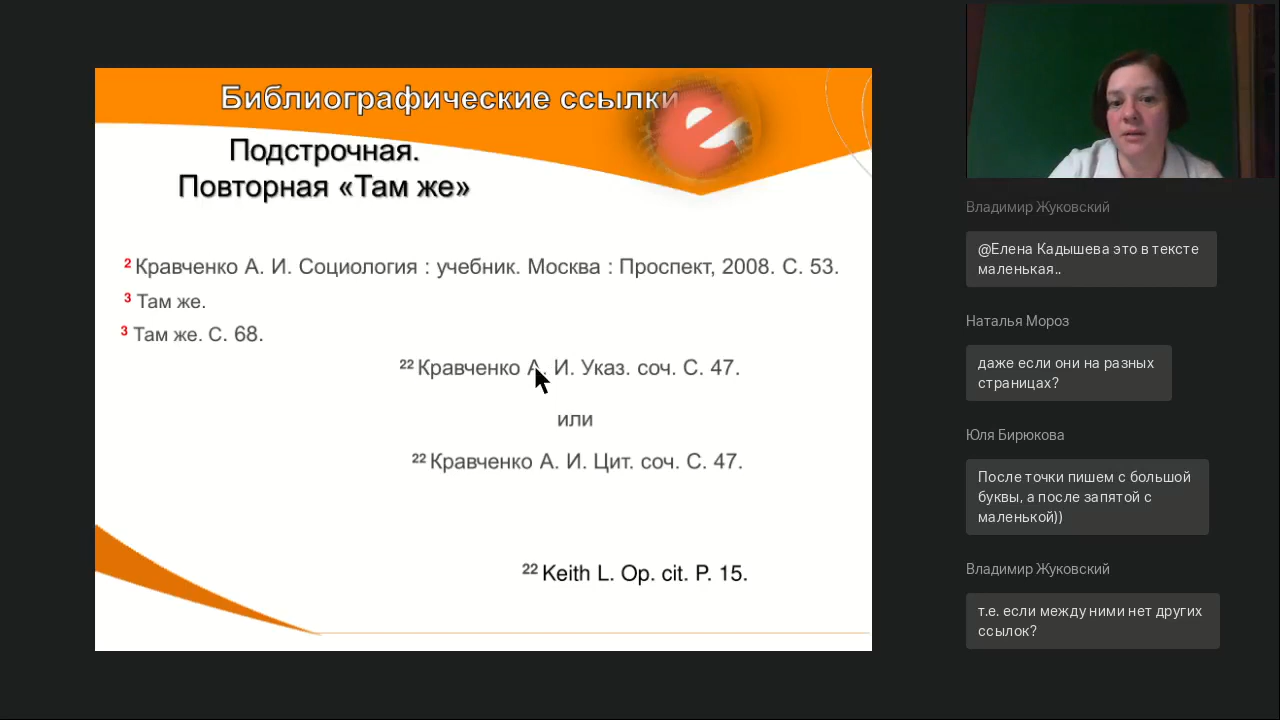 Библиографические ссылки
Подстрочная.
Повторная «Там же»
2 Кравченко А. И. Социология : учебник. Москва : Проспект, 2008. С. 53.
3 Там же.
3 Там же. С. 68.
22 Кравченко А. И. Указ. соч. С. 47.
или
22 Кравченко А. И. Цит. соч. С. 47.
22 Keith L. Op. cit. P. 15.
Владимир Жуковский
@Елена Кадышева это в тексте
маленькая..
Наталья Мороз
даже если они на разных
страницах?
Юля Бирюкова
После точки пишем с большой
буквы, а после запятой с
маленькой))
Владимир Жуковский
т.е. если между ними нет других
ссылок?